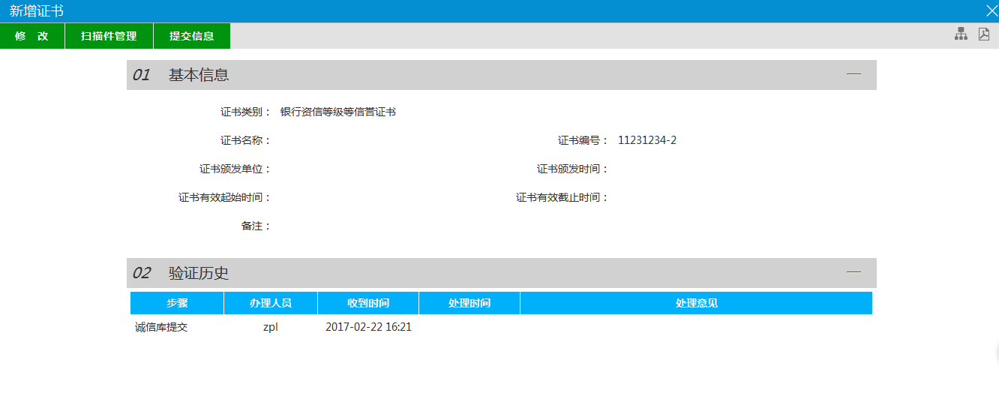 新增证书
修 改 扫描件管理 提交信息
01 基本信息
证书类别： 银行资信等级等信誉证书
证书名称： 证书编号： 11231234-2
证书颁发单位： 证书颁发时间：
证书有效起始时间： 证书有效截止时间：
备注：
02 验证历史
步骤 办理人员 收到时间 处理时间 处理意见
诚信库提交 zpl 2017-02-22 16:21